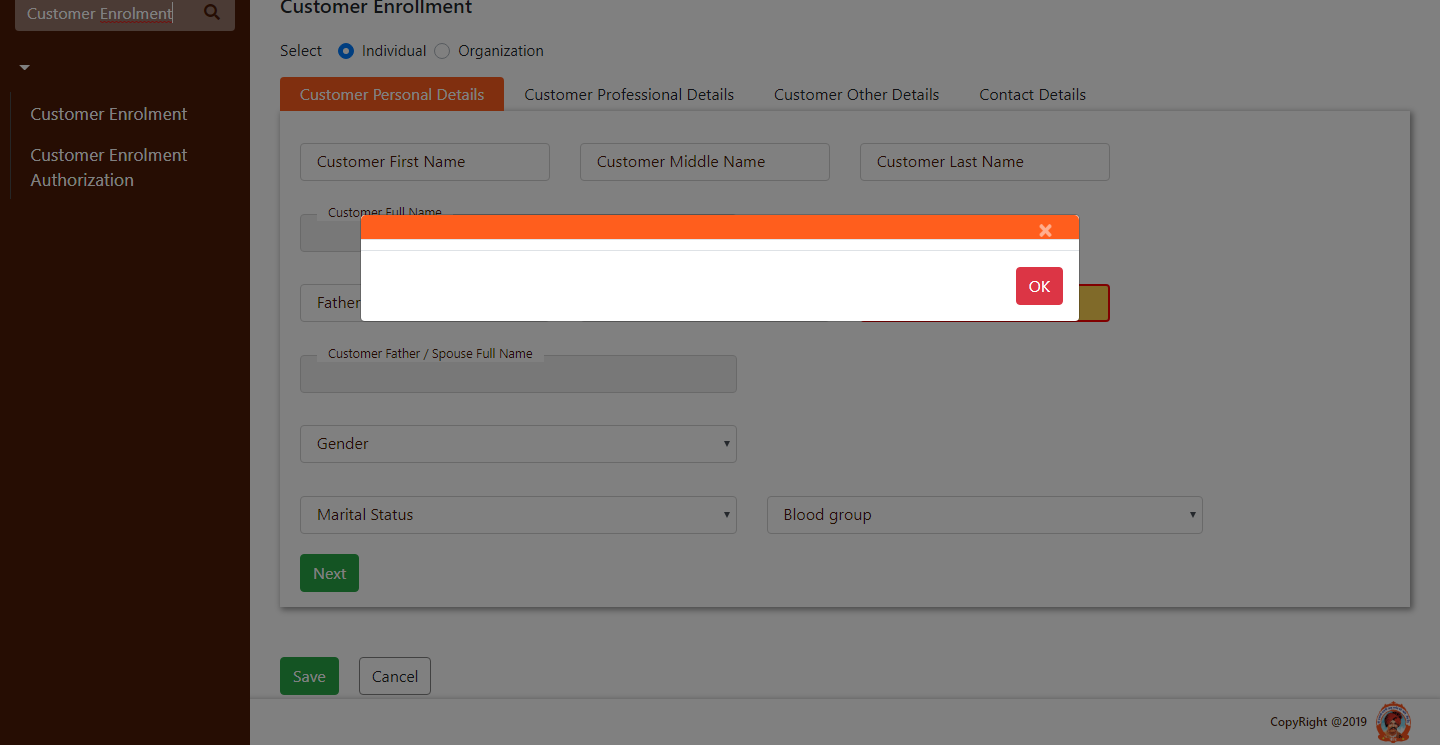 Customer Enrolment
Customer Enrolment
Customer Enrolment
Authorization
Customer Enrollment
Select Individual Organization
Customer Personal Details Customer Professional Details Customer Other Details Contact Details
Customer First Name Customer Middle Name Customer Last Name
Customer Full Name
×
OK
Father
Customer Father / Spouse Full Name
Gender
Marital Status Blood group
Next
Save Cancel
CopyRight @2019